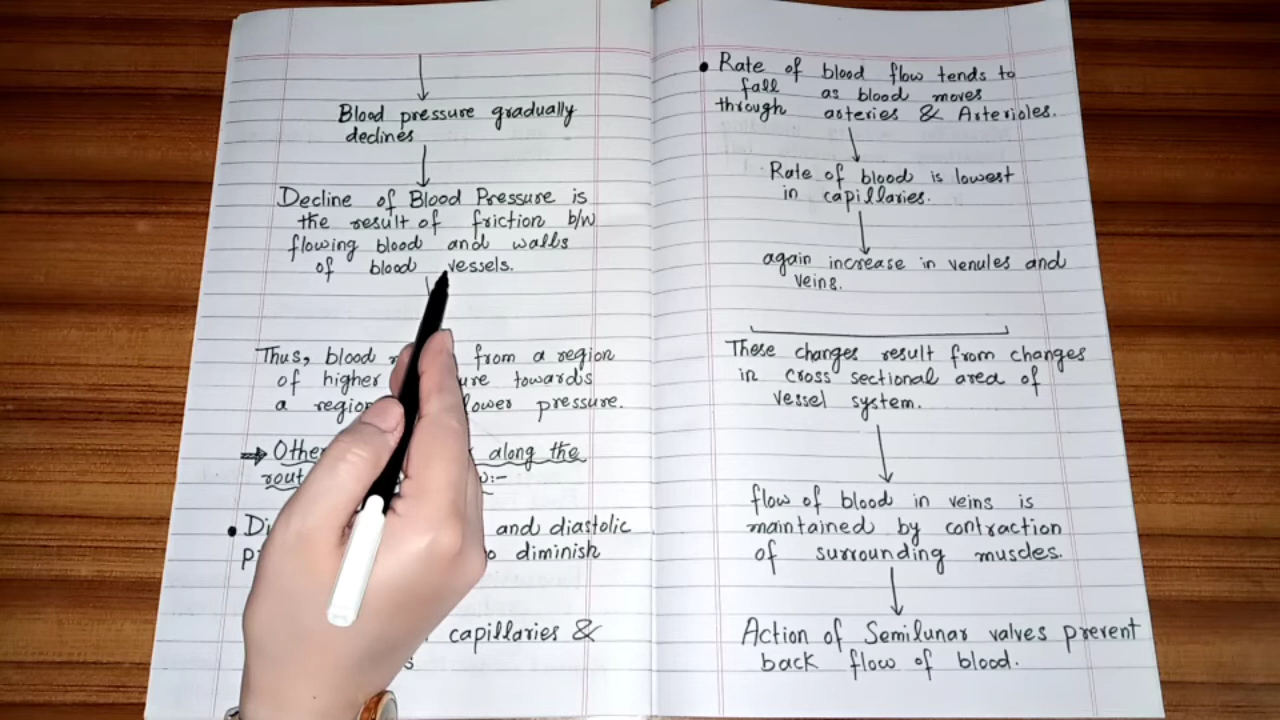 Blood pressure gradually
declines
Decline of Blood Pressure is
the result of friction b/w
flowing blood and walls
of blood vessels.
Thus, blood from a region
of higher towards
a region lower pressure.
along the
and diastolic
diminish
capillaries &
• Rate of blood flow tends to
fall as blood moves
through arteries & Arterioles.
Rate of blood is lowest
in capillaries.
again increase in venules and
veins.
These changes result from changes
in cross sectional area of
vessel system.
flow of blood in veins is
maintained by contraction
of surrounding muscles.
Action of Semilunar valves prevent
back flow of blood.